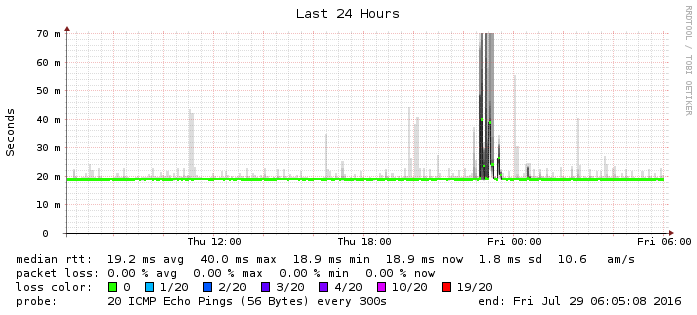 Last 24 Hours
RRDTOOL / TOBI OETIKER
Seconds
70 m
60 m
50 m
40 m
30 m
20 m
10 m
0
Thu 12:00 Thu 18:00 Fri 00:00 Fri 06:00
median rtt: 19.2 ms avg 40.0 ms max 18.9 ms min 18.9 ms now 1.8 ms sd 10.6 am/s
packet loss: 0.00 % avg 0.00 % max 0.00 % min 0.00 % now
loss color: 0 1/20 2/20 3/20 4/20 10/20 19/20
probe: 20 ICMP Echo Pings (56 Bytes) every 300s end: Fri Jul 29 06:05:08 2016